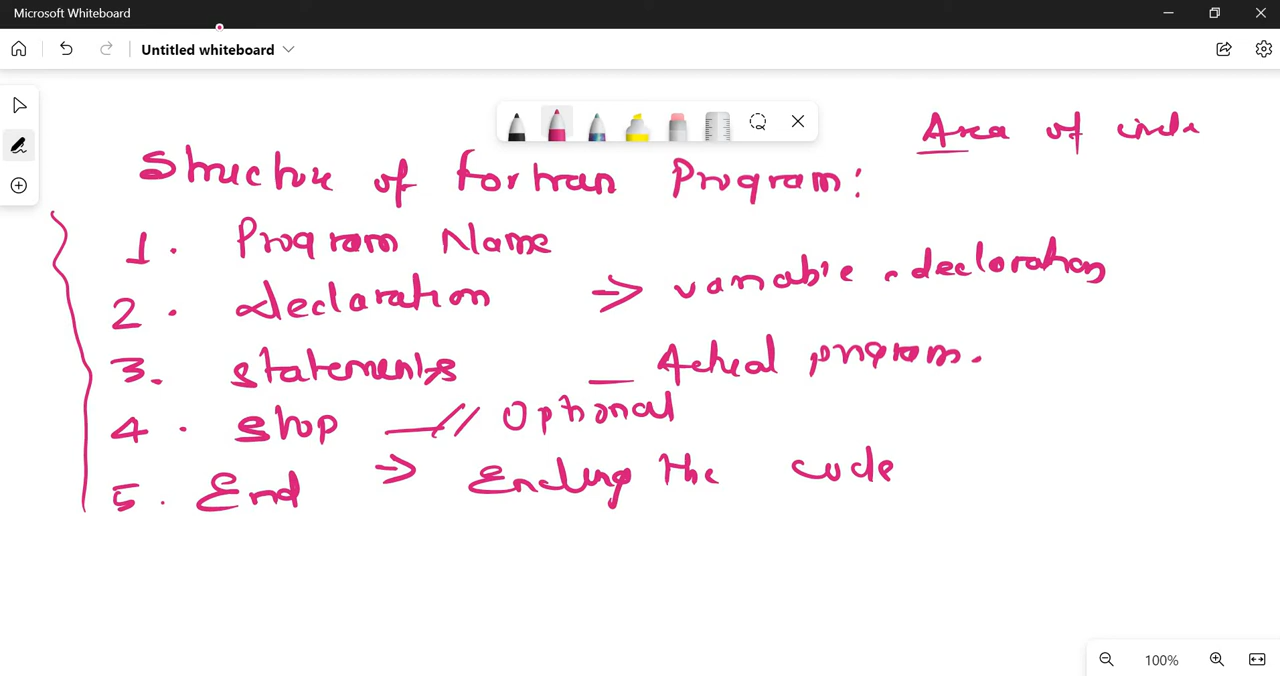 Microsoft Whiteboard
Untitled whiteboard
Area of circle
Structure of fortran Program:
1. Program Name
2. declaration → variable declaration
3. statements — Actual program.
4. stop —// Optional
5. End → Ending the code
100%